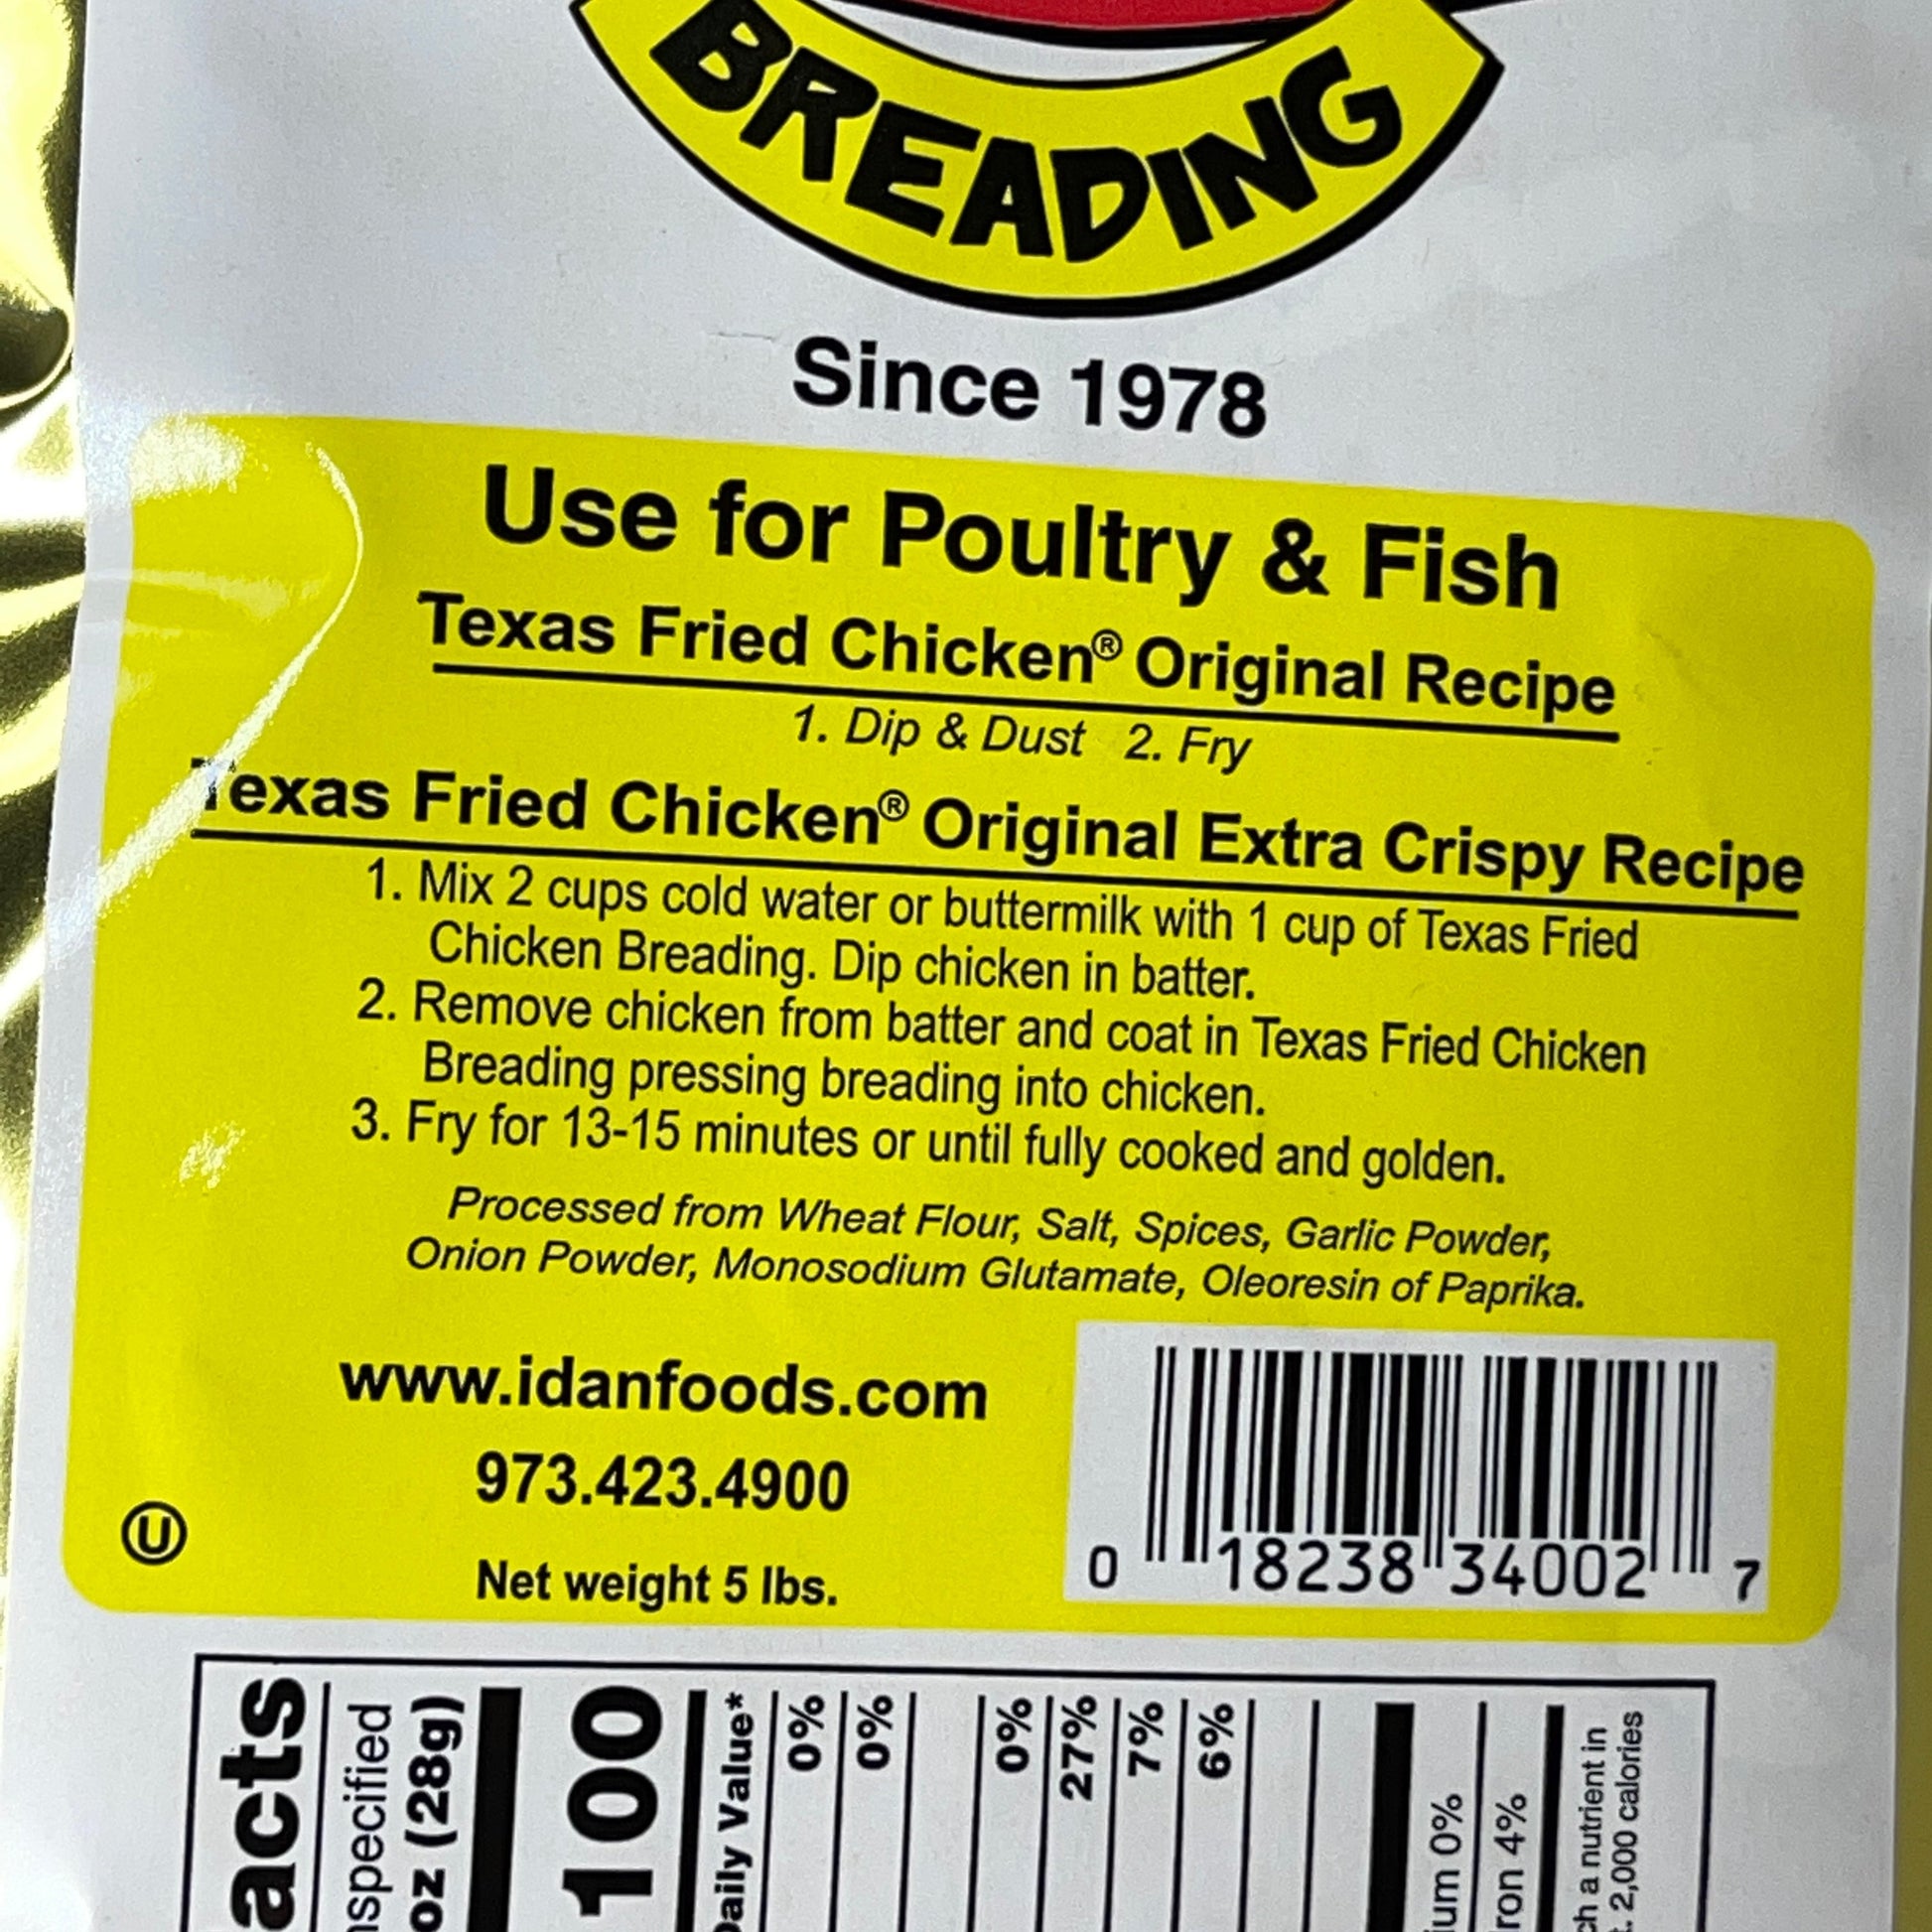 BREADING
Since 1978
Use for Poultry & Fish
Texas Fried Chicken® Original Recipe
1. Dip & Dust 2. Fry
Texas Fried Chicken® Original Extra Crispy Recipe
1. Mix 2 cups cold water or buttermilk with 1 cup of Texas Fried
Chicken Breading. Dip chicken in batter.
2. Remove chicken from batter and coat in Texas Fried Chicken
Breading pressing breading into chicken.
3. Fry for 13-15 minutes or until fully cooked and golden.
Processed from Wheat Flour, Salt, Spices, Garlic Powder,
Onion Powder, Monosodium Glutamate, Oleoresin of Paprika.
www.idanfoods.com
973.423.4900
U
Net weight 5 lbs.
0 18238 34002 7
acts
nspecified
oz (28g)
100
Daily Value*
0%
0%
0%
27%
7%
6%
ium 0%
ron 4%
ch a nutrient in
2,000 calories